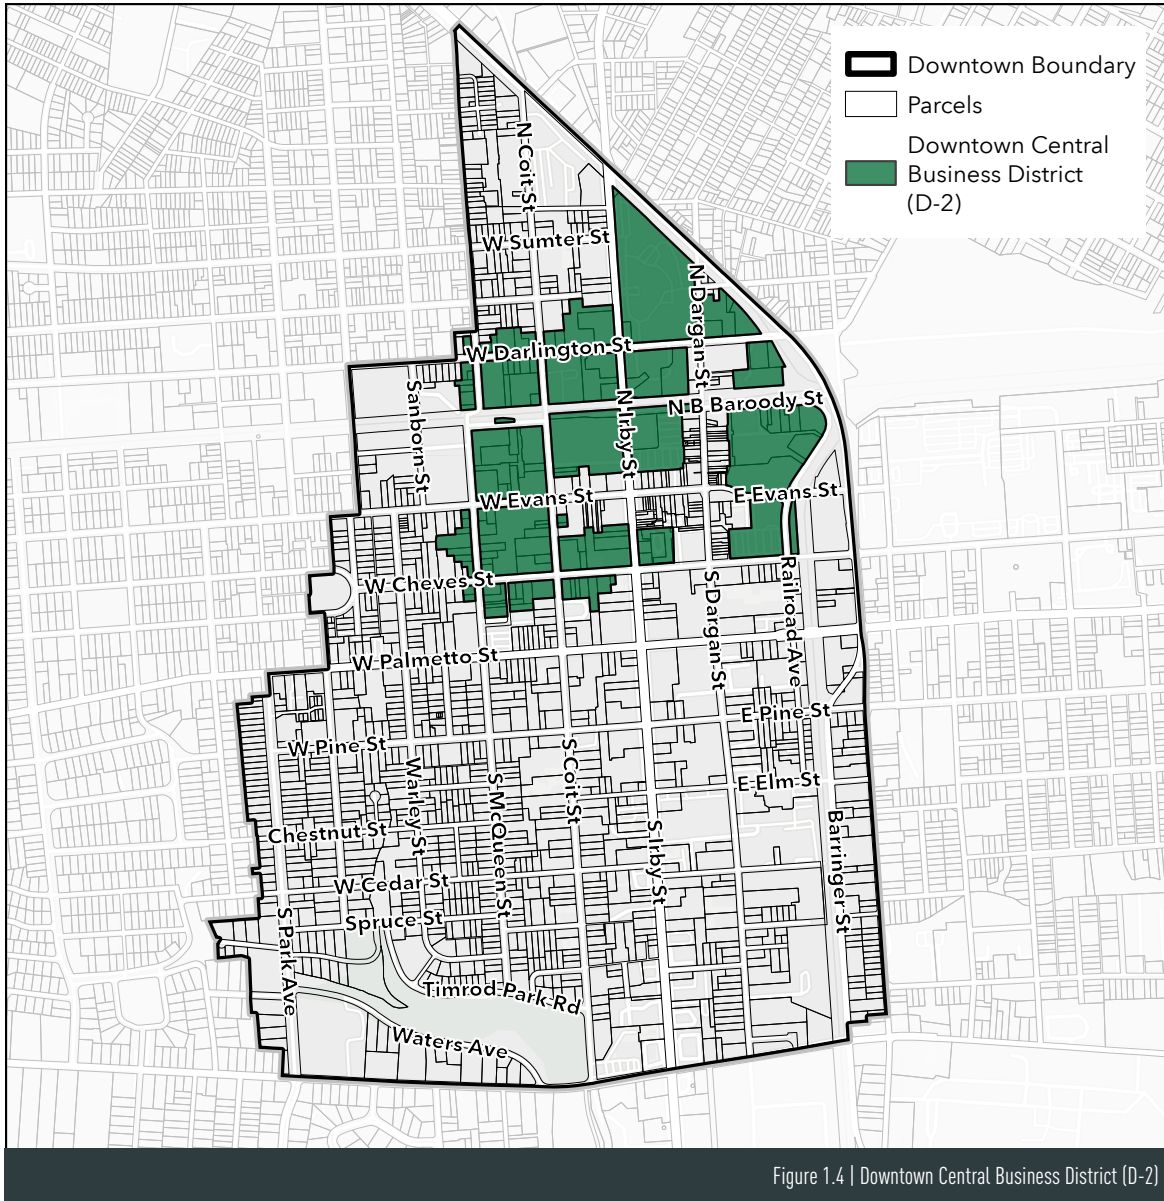 Downtown Boundary
Parcels
Downtown Central
Business District
(D-2)
N Coit St
W Sumter St
N Dargan St
W Darlington St
Sanborn St
N Irby St
N B Baroody St
W Evans St
E Evans St
W Cheves St
S Dargan St
Railroad Ave
W Palmetto St
E Pine St
W Pine St
Warley St
S McQueen St
S Coit St
E Elm St
Chestnut St
S Irby St
Barringer St
W Cedar St
Spruce St
S Park Ave
Timrod Park Rd
Waters Ave
Figure 1.4 | Downtown Central Business District (D-2)